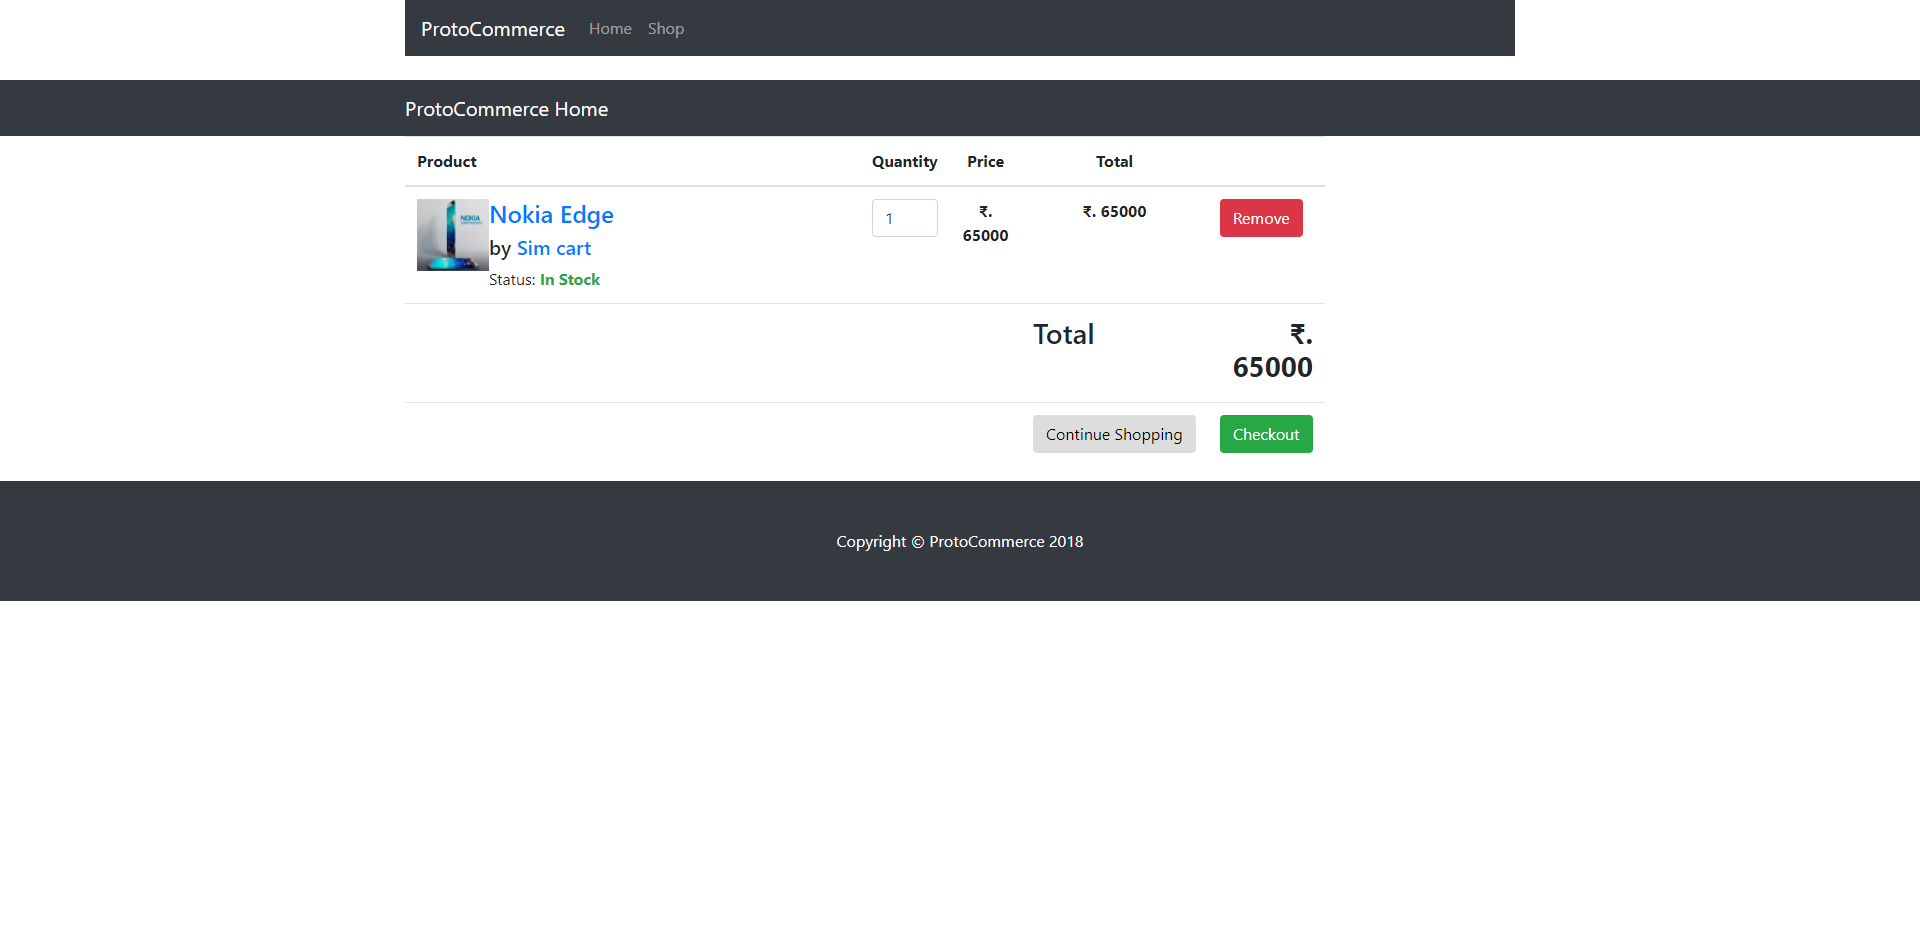 ProtoCommerce Home Shop
ProtoCommerce Home
Product Quantity Price Total
NOKIA
Nokia Edge
by Sim cart
Status: In Stock
1
₹.
65000
₹. 65000
Remove
Total
₹.
65000
Continue Shopping Checkout
Copyright © ProtoCommerce 2018